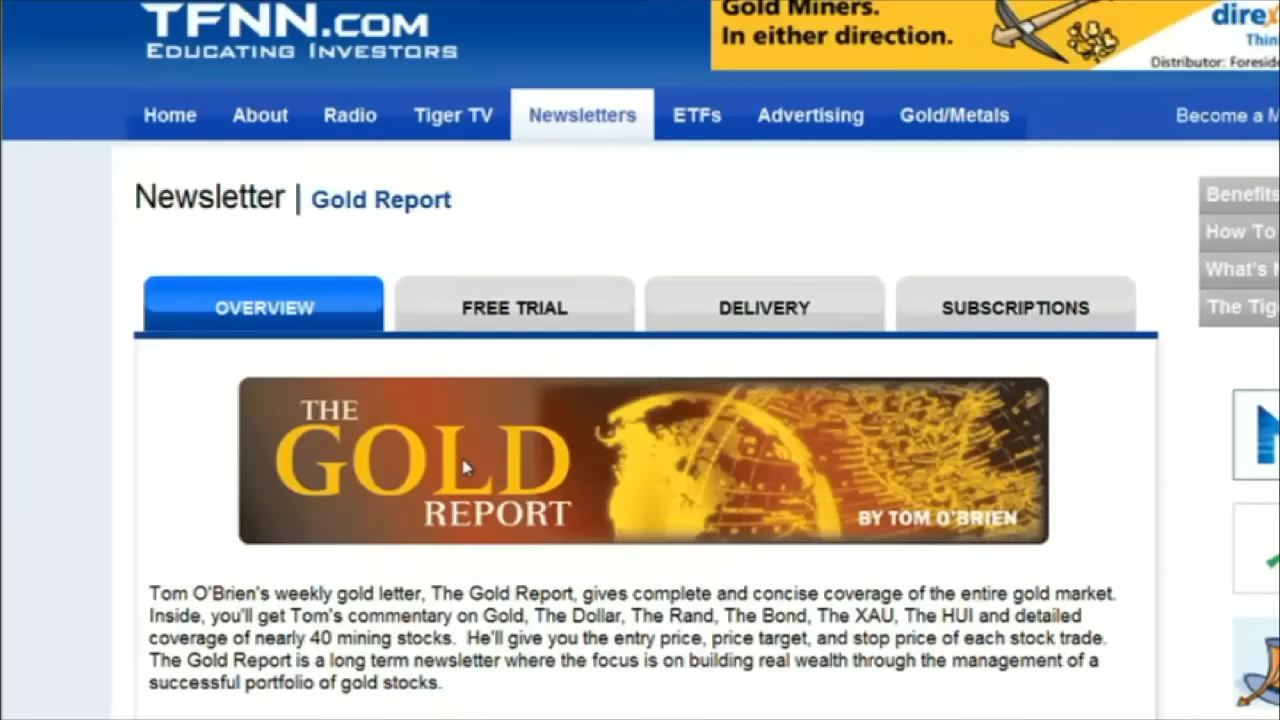 TFNN.COM
EDUCATING INVESTORS
Gold Miners.
In either direction.
Distributor:
Home About Radio Tiger TV Newsletters ETFs Advertising Gold/Metals Become a
Newsletter | Gold Report
Benefits
How To
What's
The
OVERVIEW FREE TRIAL DELIVERY SUBSCRIPTIONS
THE
GOLD
REPORT
BY TOM O'BRIEN
Tom O'Brien's weekly gold letter, The Gold Report, gives complete and concise coverage of the entire gold market.
Inside, you'll get Tom's commentary on Gold, The Dollar, The Rand, The Bond, The XAU, The HUI and detailed
coverage of nearly 40 mining stocks. He'll give you the entry price, price target, and stop price of each stock trade.
The Gold Report is a long term newsletter where the focus is on building real wealth through the management of a
successful portfolio of gold stocks.